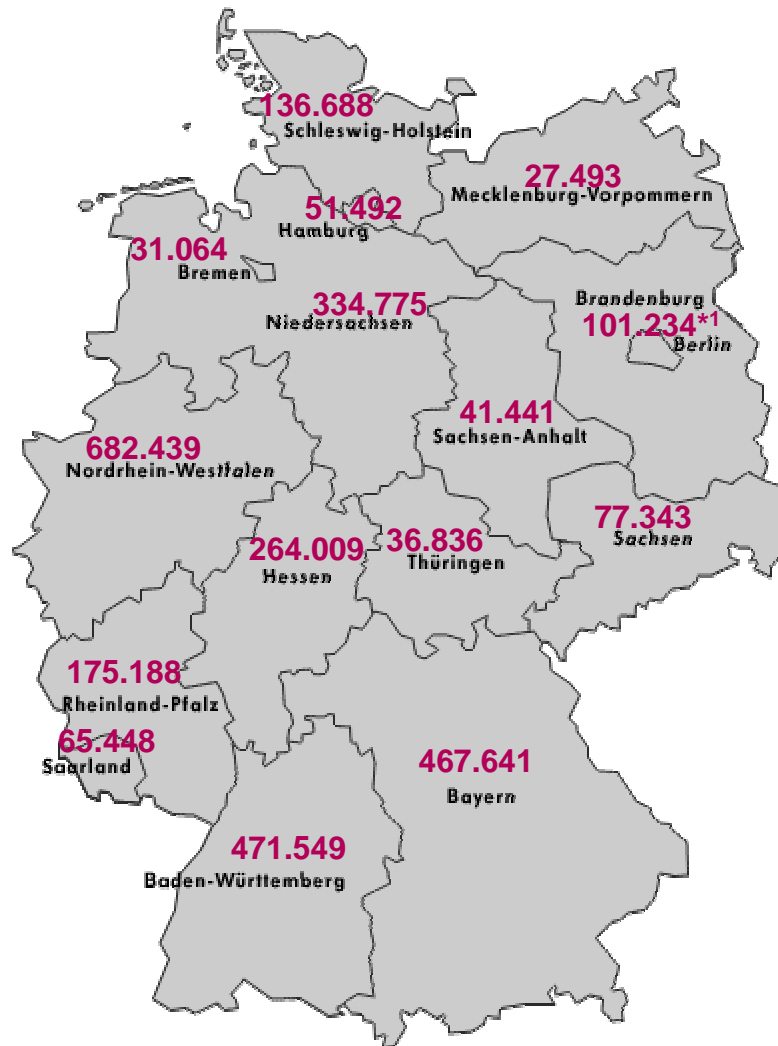 136.688
Schleswig-Holstein
27.493
Mecklenburg-Vorpommern
51.492
Hamburg
31.064
Bremen
334.775
Niedersachsen
Brandenburg
101.234*1
Berlin
41.441
Sachsen-Anhalt
682.439
Nordrhein-Westfalen
77.343
Sachsen
36.836
Thüringen
264.009
Hessen
175.188
Rheinland-Pfalz
65.448
Saarland
467.641
Bayern
471.549
Baden-Württemberg